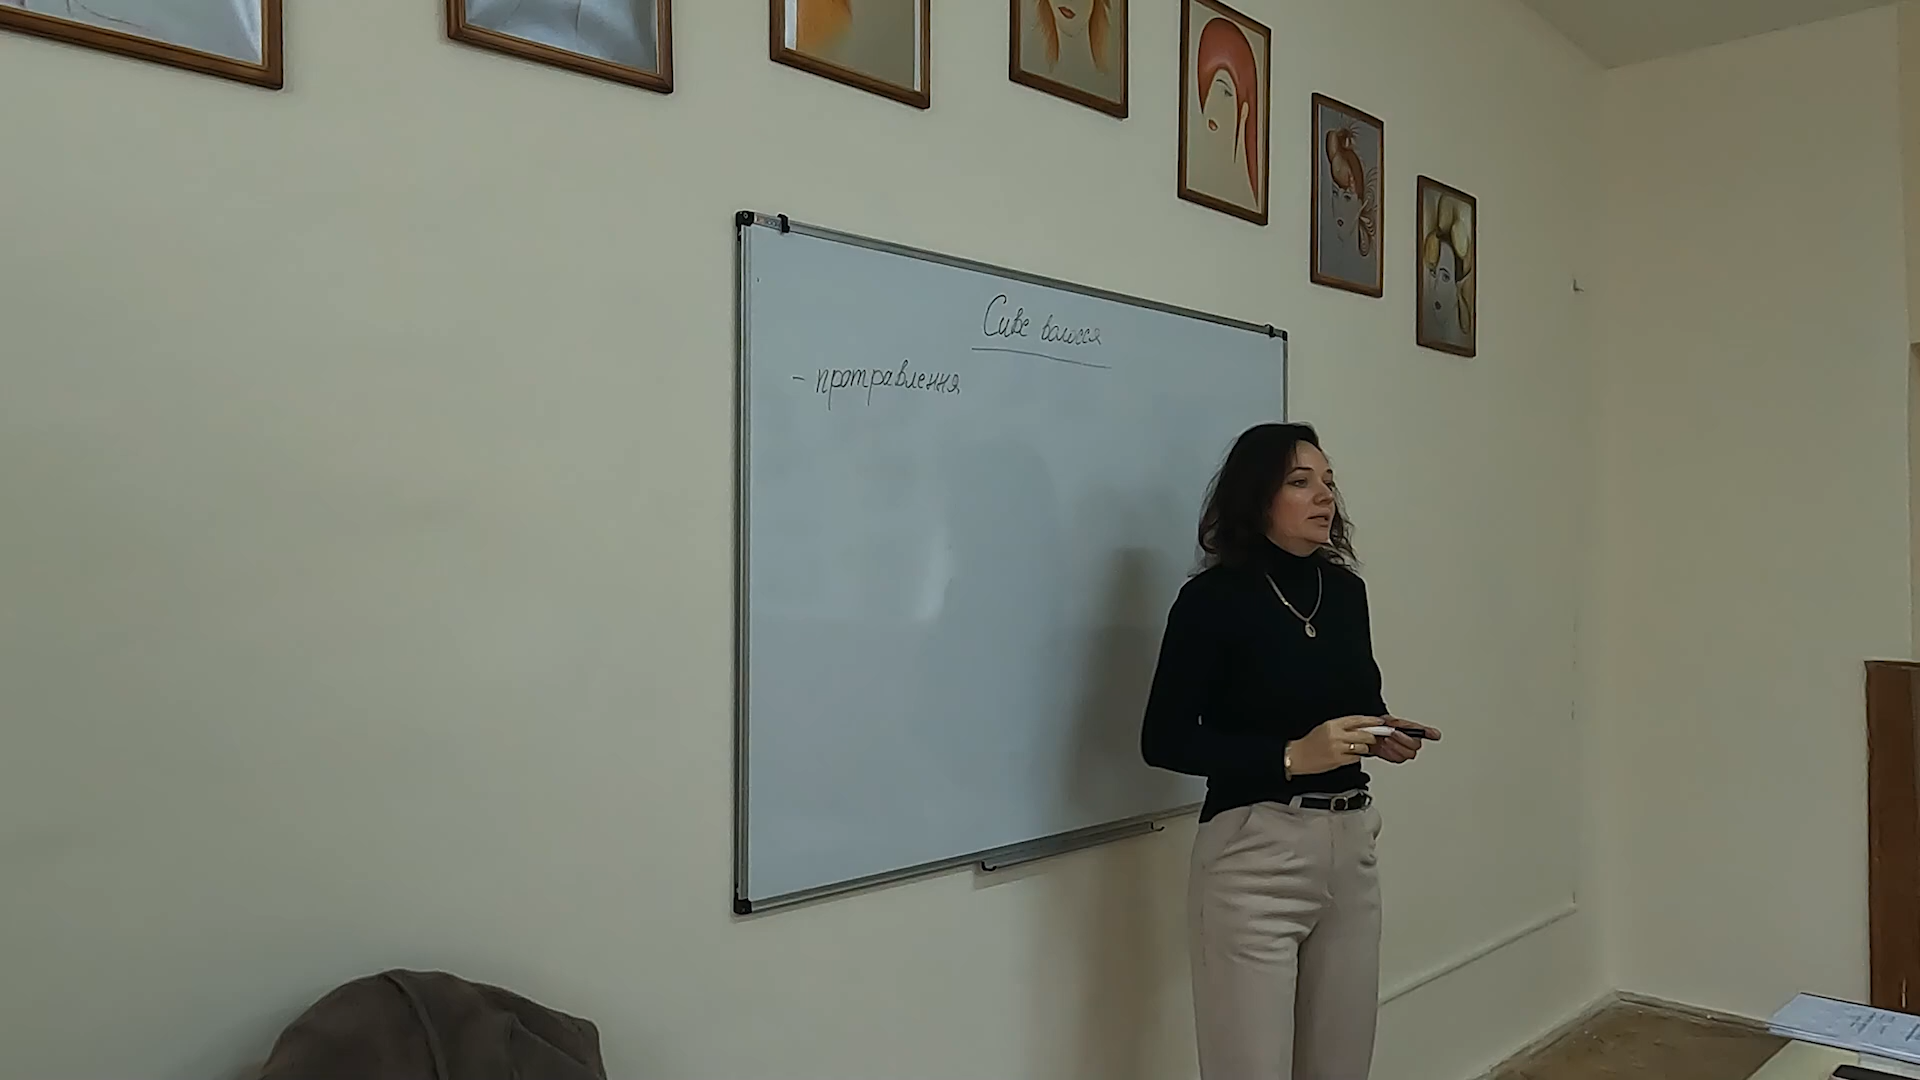 Сиве волосся
- протравлення